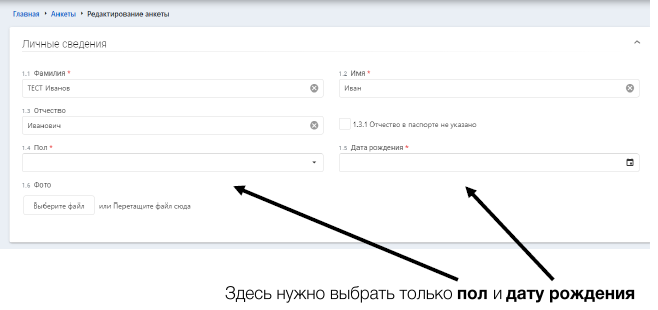 Главная • Анкеты • Редактирование анкеты
Личные сведения
1.1 Фамилия * 1.2 Имя *
ТЕСТ Иванов Иван
1.3 Отчество
Иванович 1.3.1 Отчество в паспорте не указано
1.4 Пол * 1.5 Дата рождения *
1.6 Фото
Выберите файл или Перетащите файл сюда
Здесь нужно выбрать только пол и дату рождения